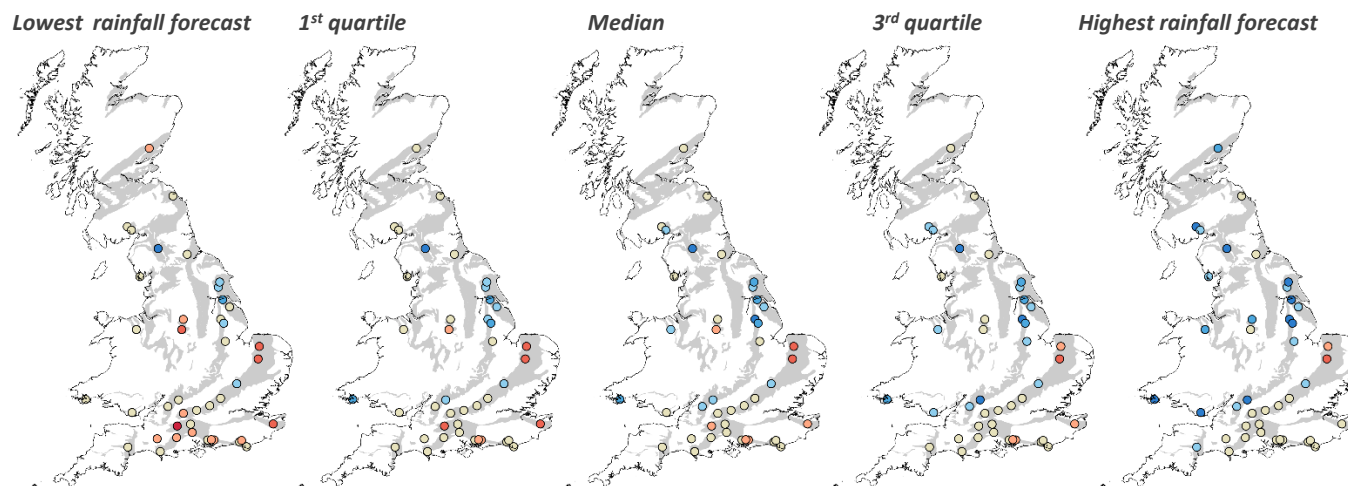 Lowest rainfall forecast
1st quartile
Median
3rd quartile
Highest rainfall forecast